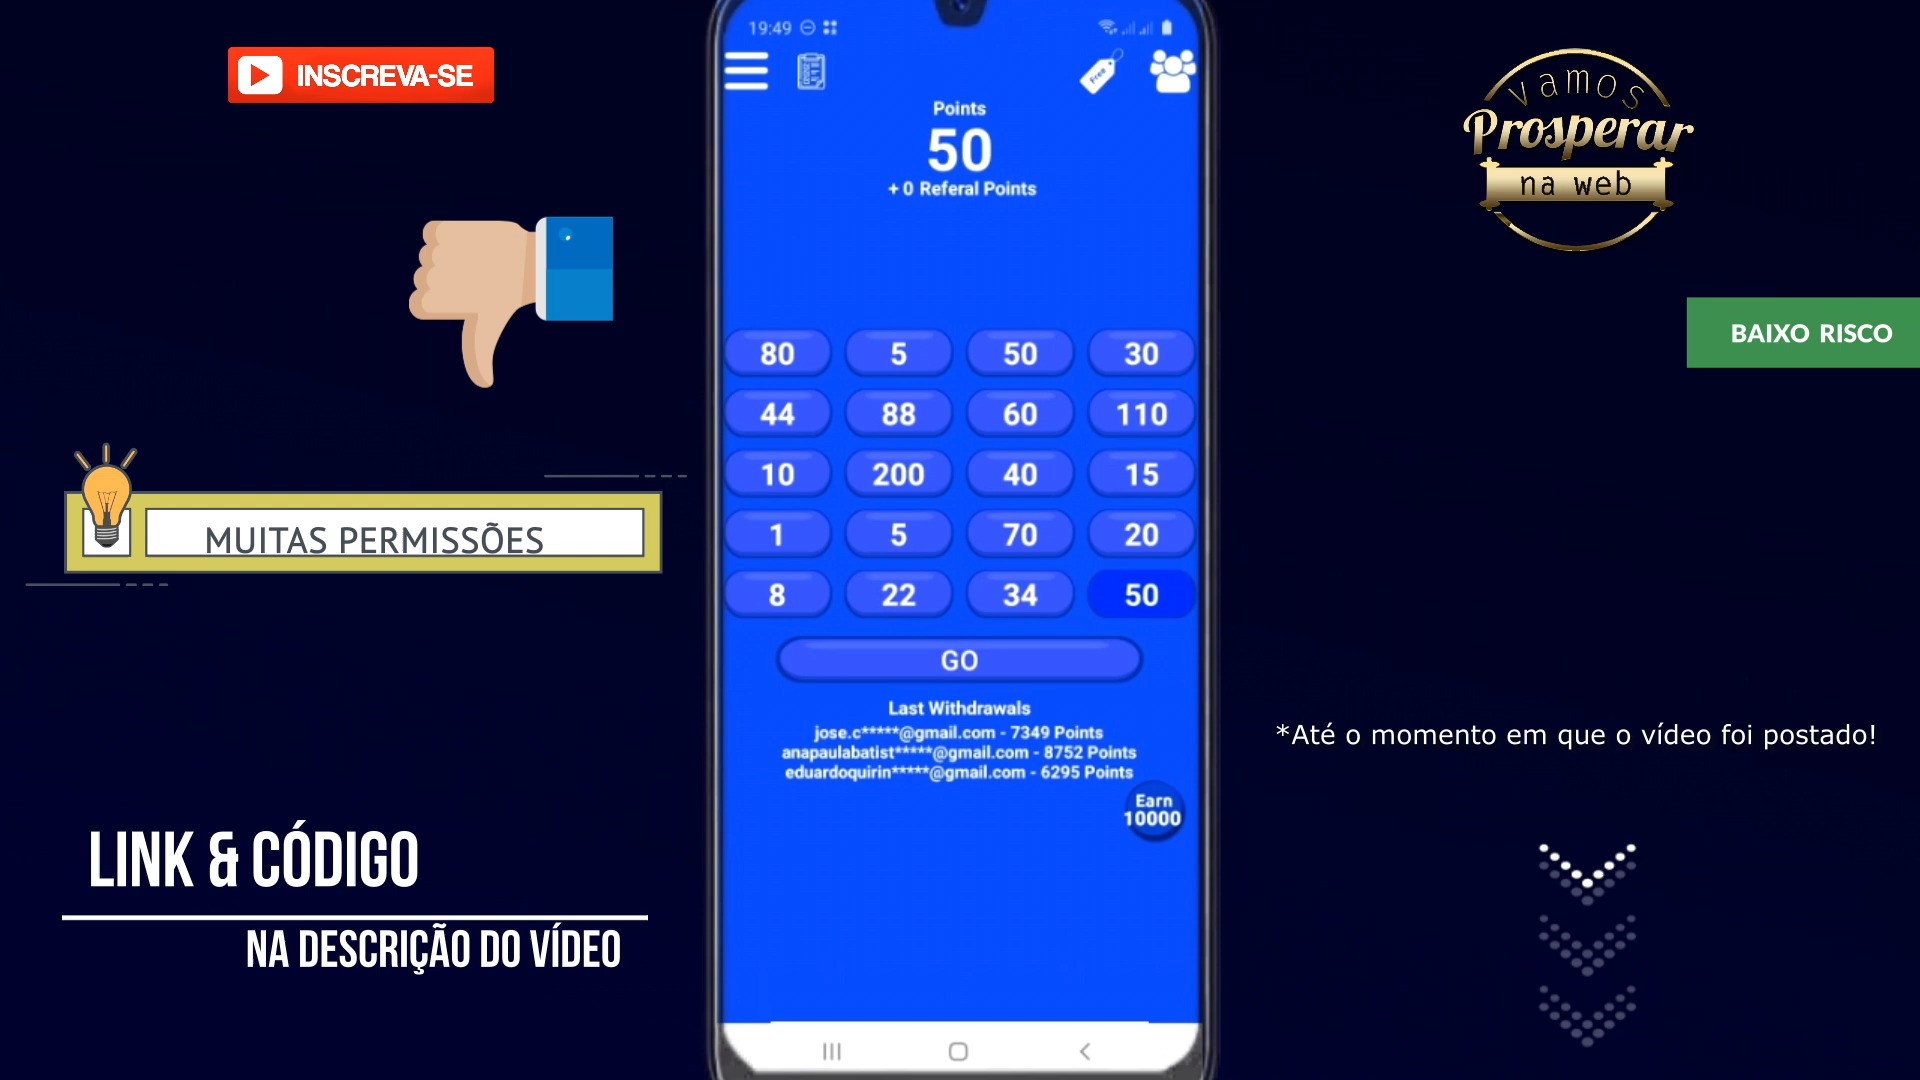 INSCREVA-SE
MUITAS PERMISSÕES
LINK & CÓDIGO
NA DESCRIÇÃO DO VÍDEO
19:49
Free
Points
50
+ 0 Referal Points
80 5 50 30
44 88 60 110
10 200 40 15
1 5 70 20
8 22 34 50
GO
Last Withdrawals
jose.c*****@gmail.com - 7349 Points
anapaulabatist*****@gmail.com - 8752 Points
eduardoquirin*****@gmail.com - 6295 Points
Earn
10000
vamos
Prosperar
na web
BAIXO RISCO
*Até o momento em que o vídeo foi postado!